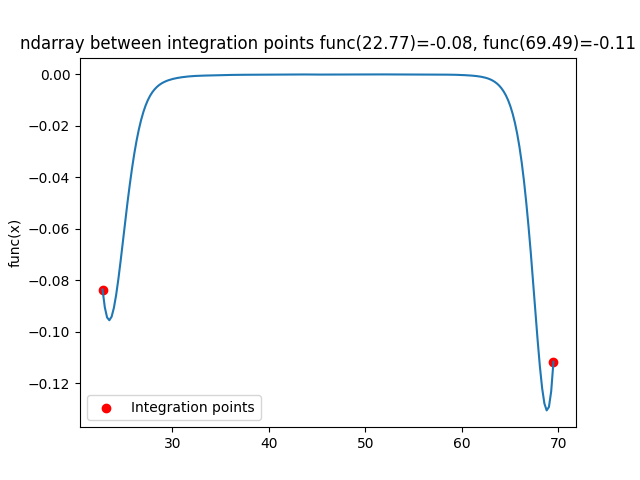 ndarray between integration points func(22.77)=-0.08, func(69.49)=-0.11
0.00
−0.02
−0.04
−0.06
−0.08
−0.10
−0.12
func(x)
Integration points
30 40 50 60 70